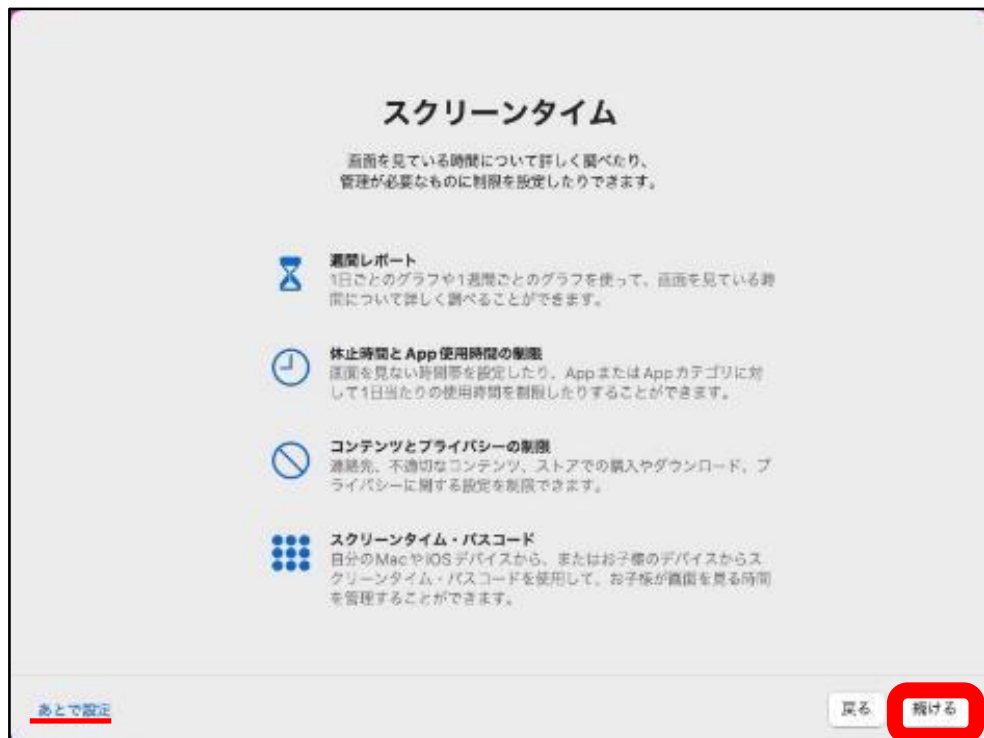 スクリーンタイム
画面を見ている時間について詳しく調べたり、
管理が必要なものに制限を設定したりできます。
週間レポート
1日ごとのグラフや1週間ごとのグラフを使って、画面を見ている時
間について詳しく調べることができます。
休止時間とApp使用時間の制限
画面を見ない時間帯を設定したり、AppまたはAppカテゴリに対
して1日当たりの使用時間を制限したりすることができます。
コンテンツとプライバシーの制限
連絡先、不適切なコンテンツ、ストアでの購入やダウンロード、プ
ライバシーに関する設定を制限できます。
スクリーンタイム・パスコード
自分のMacやiOSデバイスから、またはお子様のデバイスからス
クリーンタイム・パスコードを使用して、お子様が画面を見る時間
を管理することができます。
あとで設定
戻る
続ける